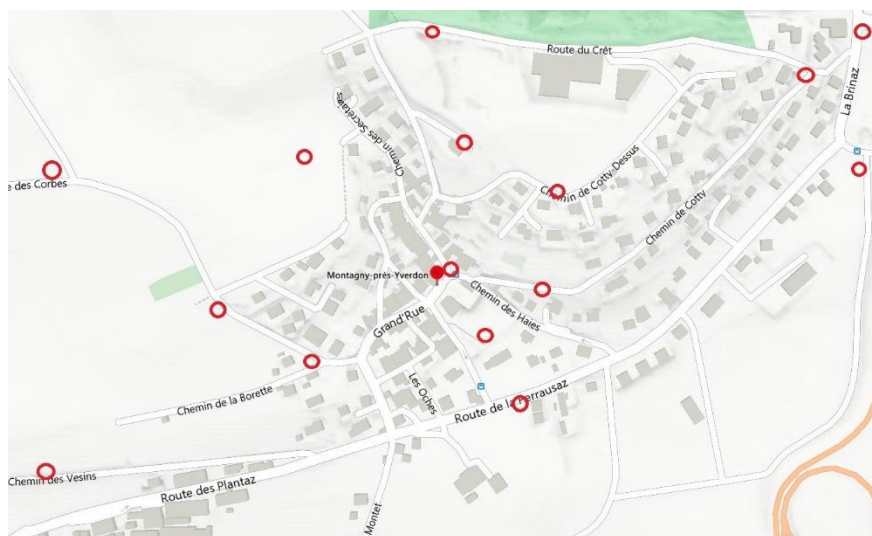 Route du Crêt
La Brinaz
Chemin des Secrétaires
e des Corbes
Chemin de Cotty-Dessus
Chemin de Cotty
Montagny-près-Yverdon
Chemin des Haies
Grand'Rue
Les Oches
Chemin de la Borette
Route de la Perrausaz
Chemin des Vesins
Route des Plantaz
Montet